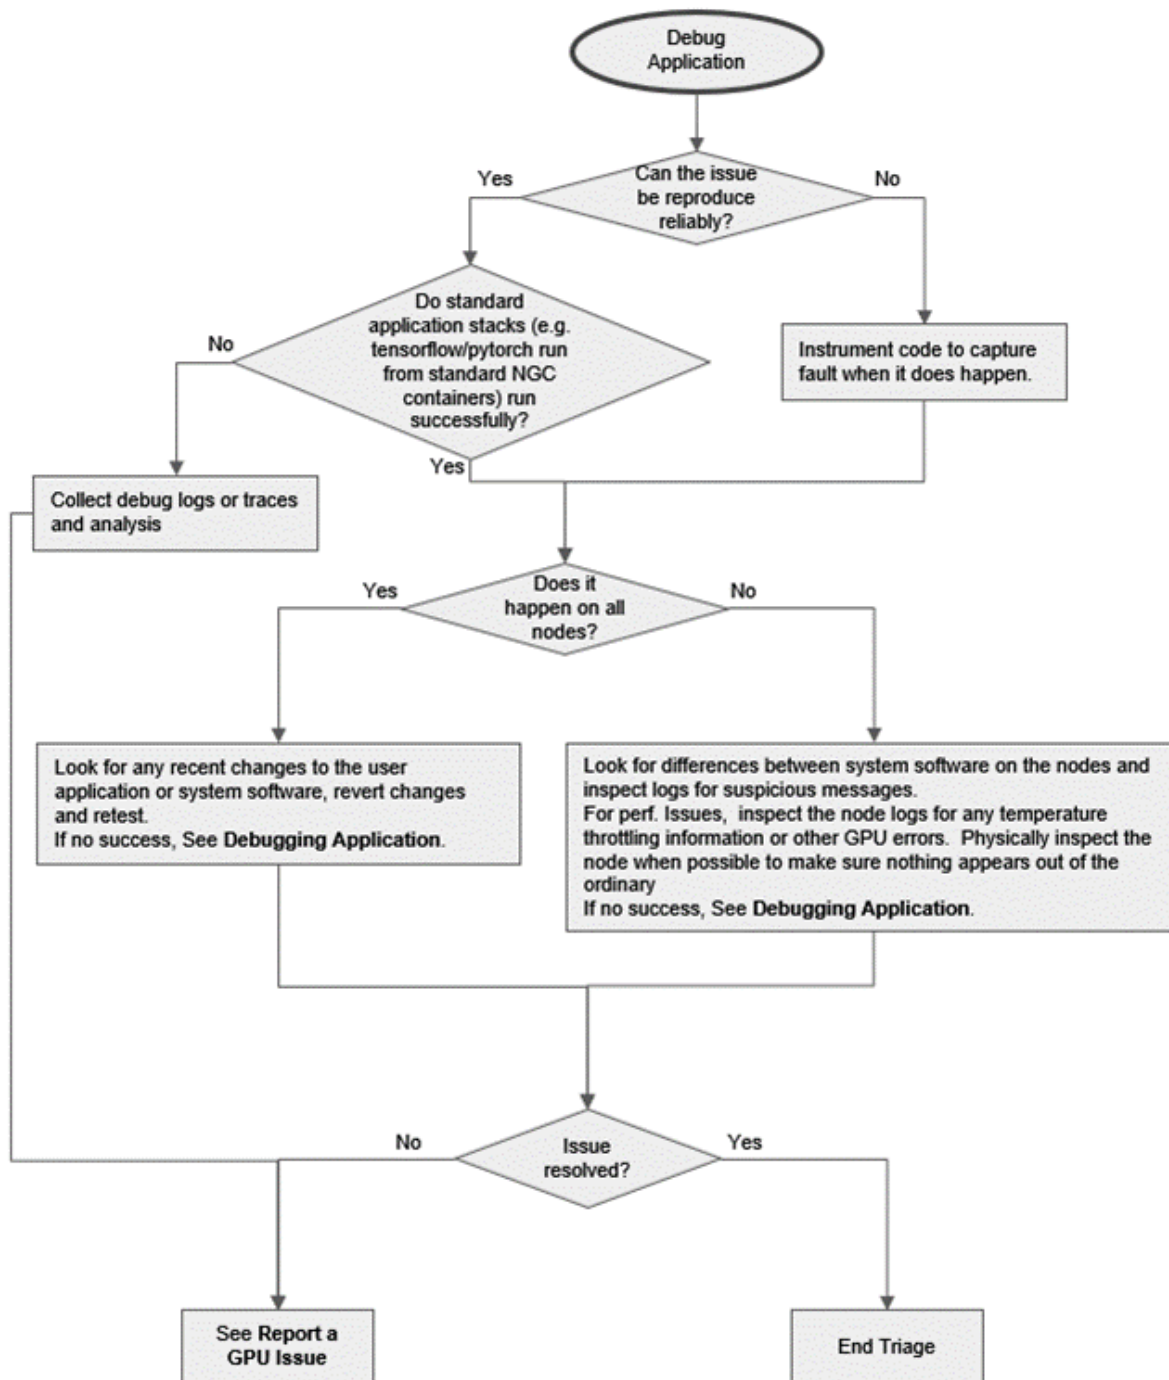 Debug
Application
Can the issue
be reproduce
reliably?
Yes
No
Do standard
application stacks (e.g.
tensorflow/pytorch run
from standard NGC
containers) run
successfully?
No
Yes
Instrument code to capture
fault when it does happen.
Collect debug logs or traces
and analysis
Does it
happen on all
nodes?
Yes
No
Look for any recent changes to the user
application or system software, revert changes
and retest.
If no success, See Debugging Application.
Look for differences between system software on the nodes and
inspect logs for suspicious messages.
For perf. Issues, inspect the node logs for any temperature
throttling information or other GPU errors. Physically inspect the
node when possible to make sure nothing appears out of the
ordinary
If no success, See Debugging Application.
Issue
resolved?
No
Yes
See Report a
GPU Issue
End Triage